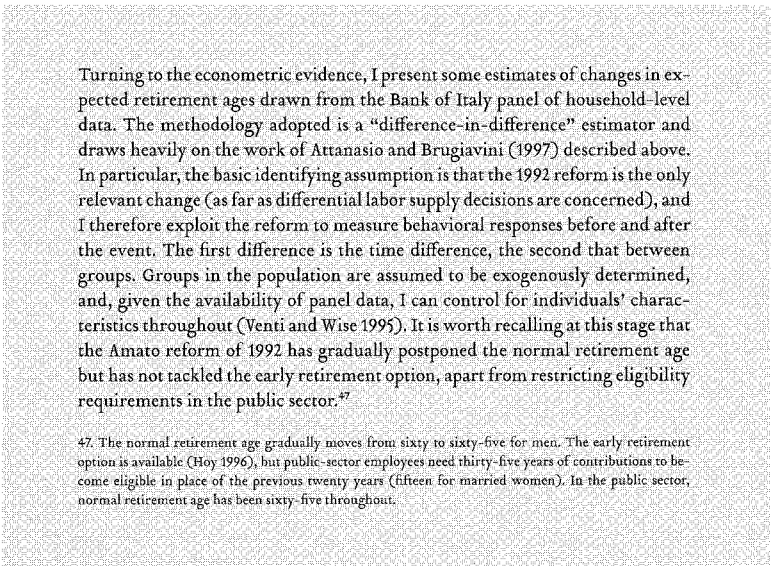 Turning to the econometric evidence, I present some estimates of changes in ex-
pected retirement ages drawn from the Bank of Italy panel of household-level
data. The methodology adopted is a “difference-in-difference” estimator and
draws heavily on the work of Attanasio and Brugiavini (1997) described above.
In particular, the basic identifying assumption is that the 1992 reform is the only
relevant change (as far as differential labor supply decisions are concerned), and
I therefore exploit the reform to measure behavioral responses before and after
the event. The first difference is the time difference, the second that between
groups. Groups in the population are assumed to be exogenously determined,
and, given the availability of panel data, I can control for individuals’ charac-
teristics throughout (Venti and Wise 1995). It is worth recalling at this stage that
the Amato reform of 1992 has gradually postponed the normal retirement age
but has not tackled the early retirement option, apart from restricting eligibility
requirements in the public sector.47
47. The normal retirement age gradually moves from sixty to sixty-five for men. The early retirement
option is available (Hoy 1996), but public-sector employees need thirty-five years of contributions to be-
come eligible in place of the previous twenty years (fifteen for married women). In the public sector,
normal retirement age has been sixty-five throughout.